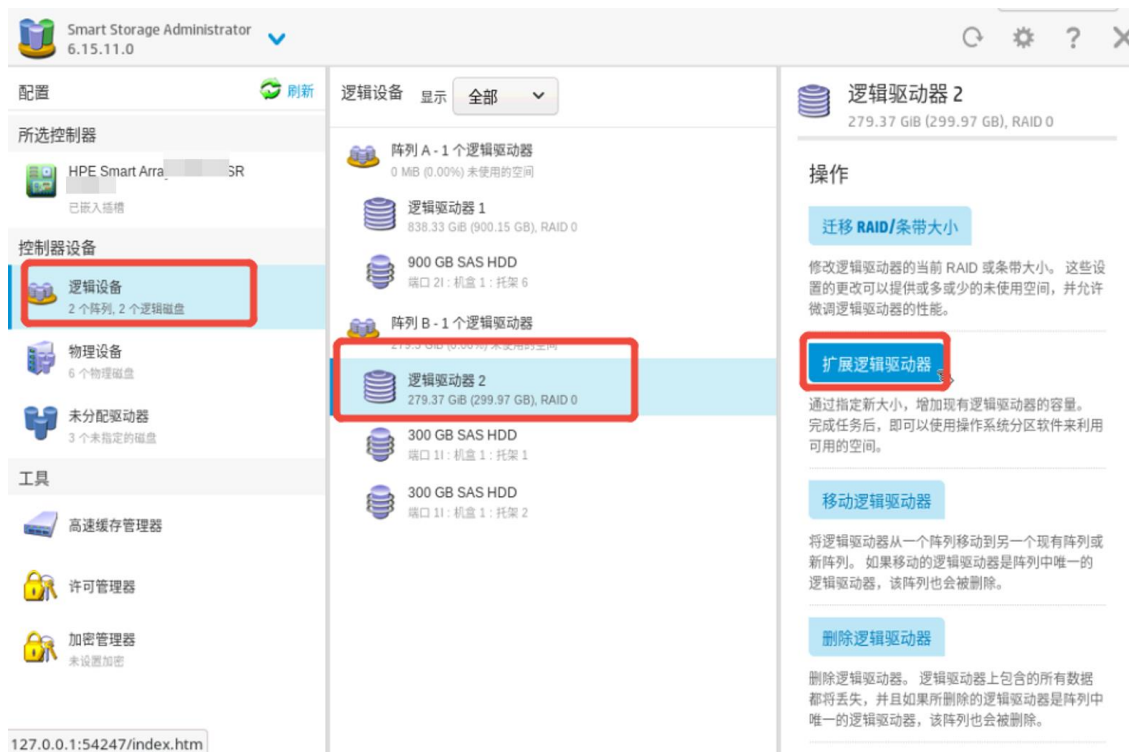 Smart Storage Administrator
6.15.11.0
配置
刷新
所选控制器
HPE Smart Arra SR
已嵌入插槽
控制器设备
逻辑设备
2 个阵列, 2 个逻辑磁盘
物理设备
6 个物理磁盘
未分配驱动器
3 个未指定的磁盘
工具
高速缓存管理器
许可管理器
加密管理器
未设置加密
127.0.0.1:54247/index.htm
逻辑设备 显示 全部
阵列 A - 1 个逻辑驱动器
0 MiB (0.00%) 未使用的空间
逻辑驱动器 1
838.33 GiB (900.15 GB), RAID 0
900 GB SAS HDD
端口 2I : 机盒 1 : 托架 6
阵列 B - 1 个逻辑驱动器
279.3 GiB (0.00%) 未使用的空间
逻辑驱动器 2
279.37 GiB (299.97 GB), RAID 0
300 GB SAS HDD
端口 1I : 机盒 1 : 托架 1
300 GB SAS HDD
端口 1I : 机盒 1 : 托架 2
逻辑驱动器 2
279.37 GiB (299.97 GB), RAID 0
操作
迁移 RAID/条带大小
修改逻辑驱动器的当前 RAID 或条带大小。 这些设
置的更改可以提供或多或少的未使用空间，并允许
微调逻辑驱动器的性能。
扩展逻辑驱动器
通过指定新大小，增加现有逻辑驱动器的容量。
完成任务后，即可以使用操作系统分区软件来利用
可用的空间。
移动逻辑驱动器
将逻辑驱动器从一个阵列移动到另一个现有阵列或
新阵列。 如果移动的逻辑驱动器是阵列中唯一的
逻辑驱动器，该阵列也会被删除。
删除逻辑驱动器
删除逻辑驱动器。 逻辑驱动器上包含的所有数据
都将丢失，并且如果所删除的逻辑驱动器是阵列中
唯一的逻辑驱动器，该阵列也会被删除。